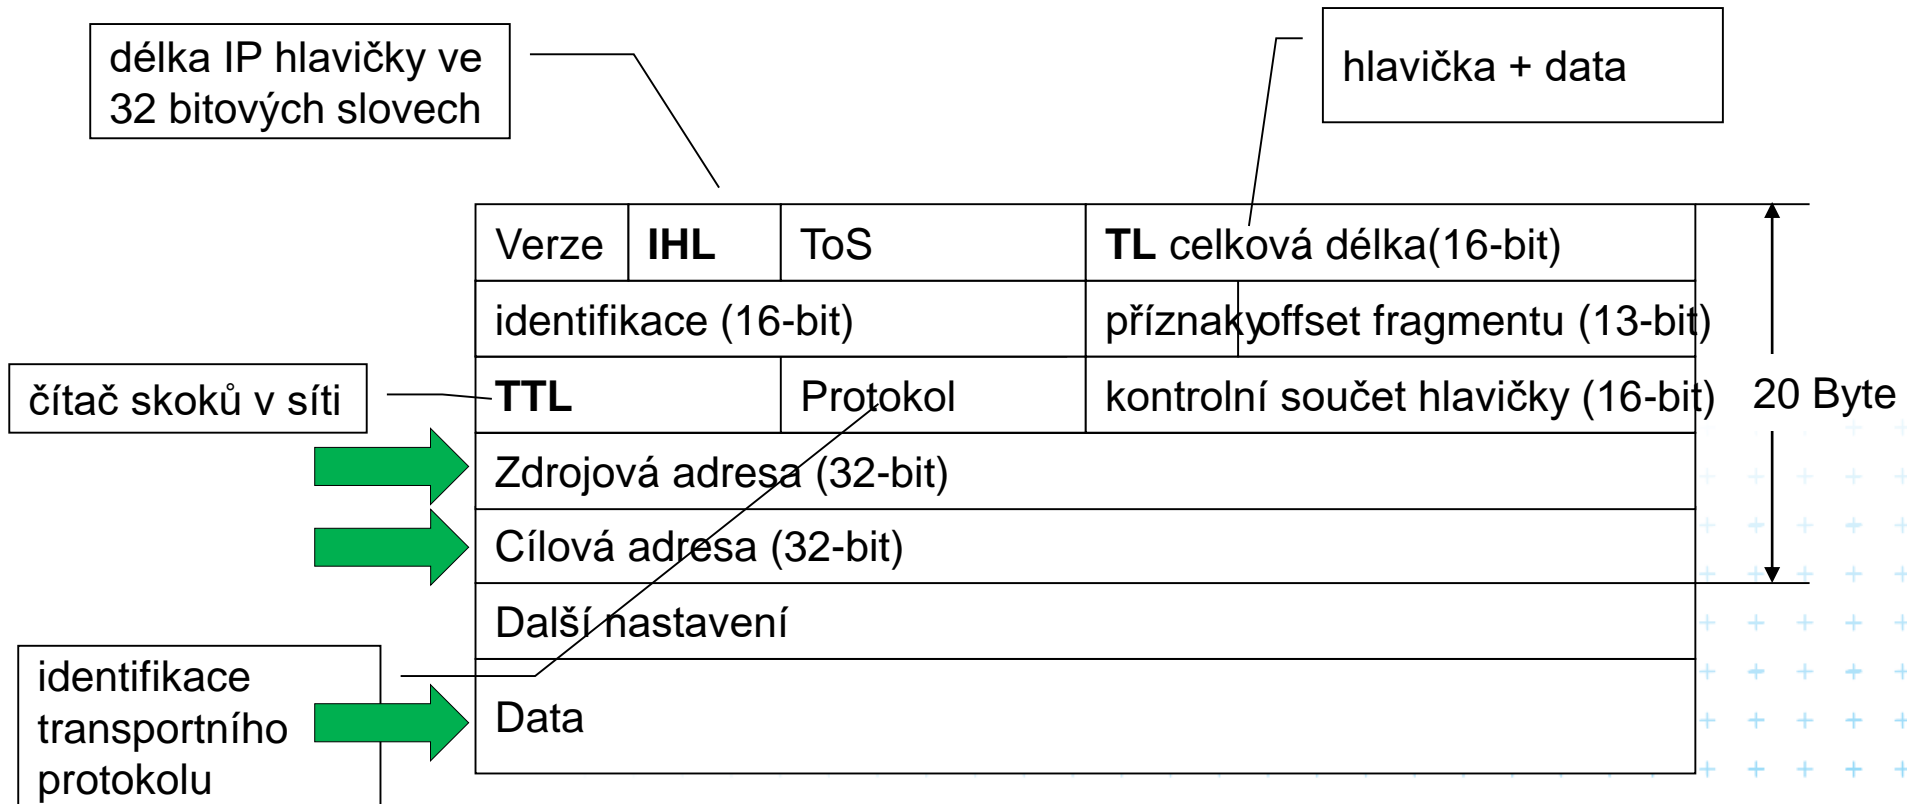 délka IP hlavičky ve
32 bitových slovech
hlavička + data
Verze IHL ToS TL celková délka(16-bit)
identifikace (16-bit) příznaky offset fragmentu (13-bit)
čítač skoků v síti
TTL Protokol kontrolní součet hlavičky (16-bit) 20 Byte
Zdrojová adresa (32-bit)
Cílová adresa (32-bit)
Další nastavení
identifikace
transportního
protokolu
Data